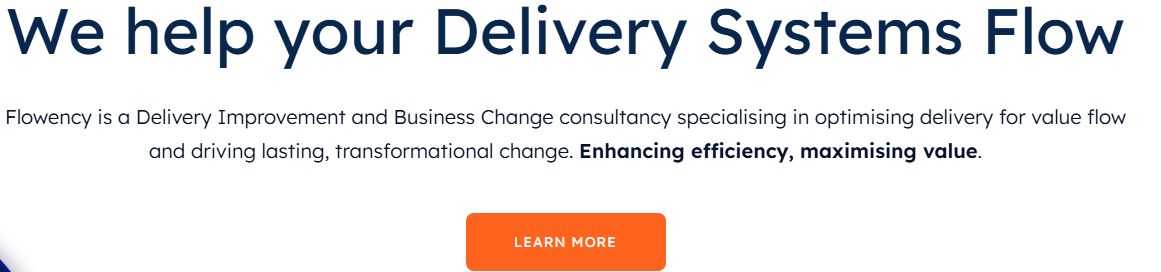 We help your Delivery Systems Flow
Flowency is a Delivery Improvement and Business Change consultancy specialising in optimising delivery for value flow
and driving lasting, transformational change. Enhancing efficiency, maximising value.
LEARN MORE